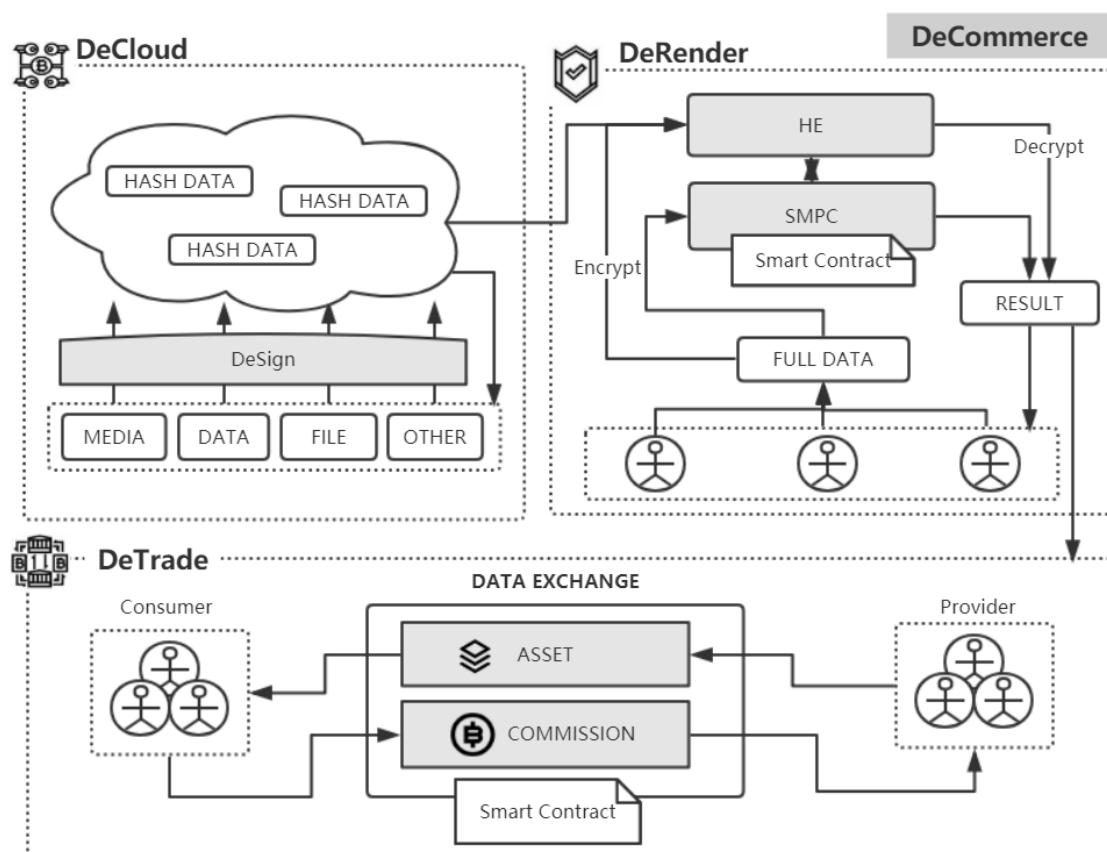 DeCommerce
DeCloud
HASH DATA
HASH DATA
HASH DATA
DeSign
MEDIA
DATA
FILE
OTHER
DeRender
HE
Decrypt
SMPC
Smart Contract
Encrypt
RESULT
FULL DATA
DeTrade
DATA EXCHANGE
Consumer
Provider
ASSET
COMMISSION
Smart Contract